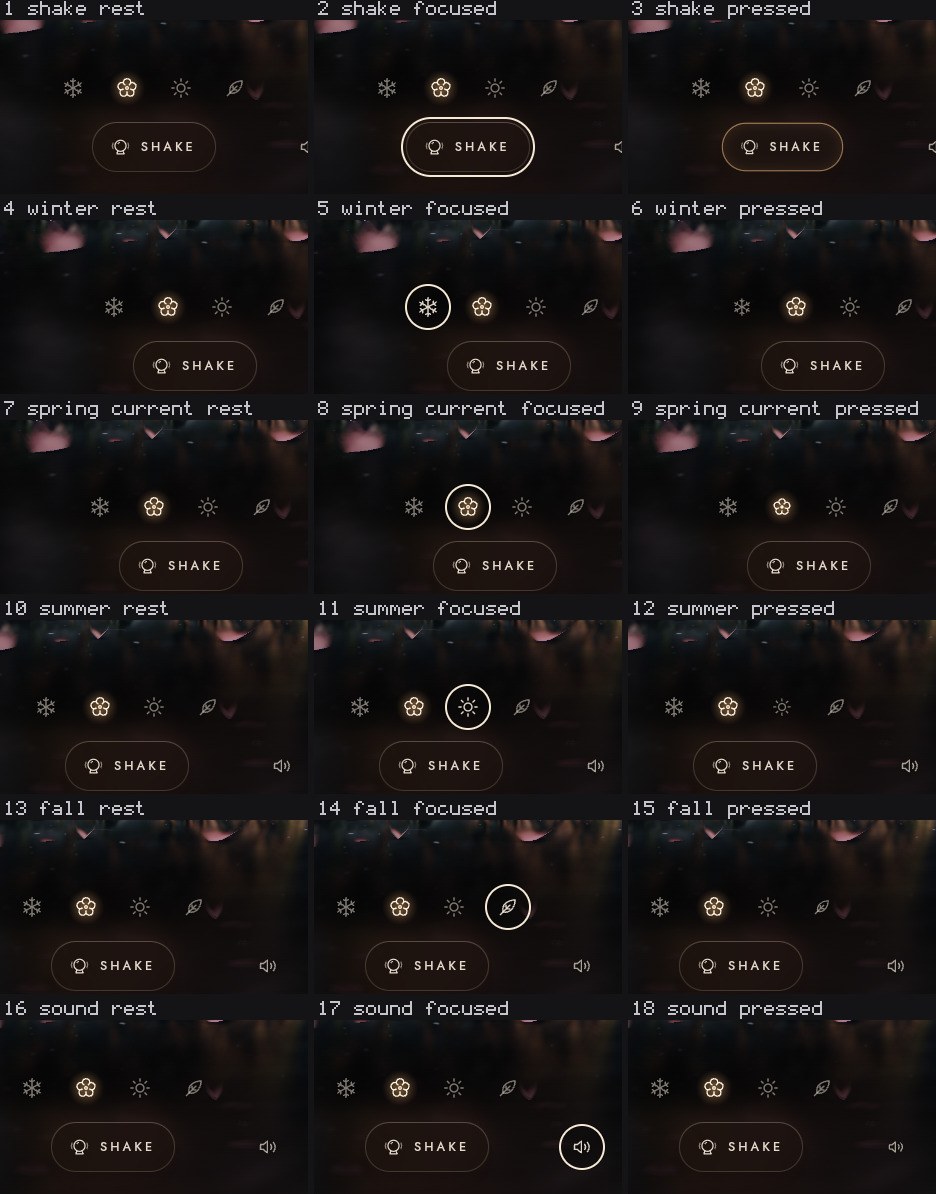 1 shake rest
2 shake focused
3 shake pressed
SHAKE
SHAKE
SHAKE
4 winter rest
5 winter focused
6 winter pressed
SHAKE
SHAKE
SHAKE
7 spring current rest
8 spring current focused
9 spring current pressed
SHAKE
SHAKE
SHAKE
10 summer rest
11 summer focused
12 summer pressed
SHAKE
SHAKE
SHAKE
13 fall rest
14 fall focused
15 fall pressed
SHAKE
SHAKE
SHAKE
16 sound rest
17 sound focused
18 sound pressed
SHAKE
SHAKE
SHAKE